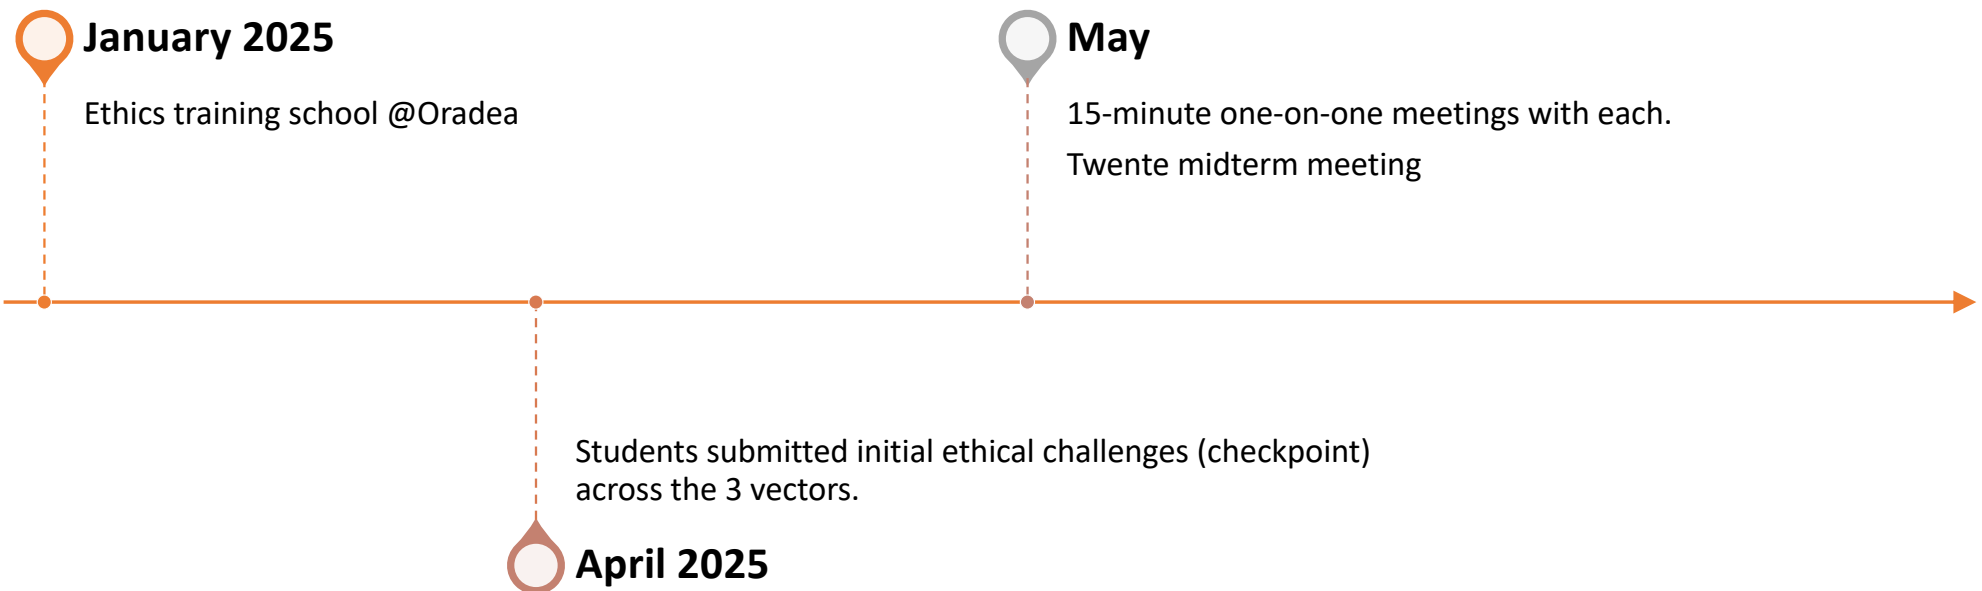 January 2025
Ethics training school @Oradea
May
15-minute one-on-one meetings with each.
Twente midterm meeting
Students submitted initial ethical challenges (checkpoint)
across the 3 vectors.
April 2025